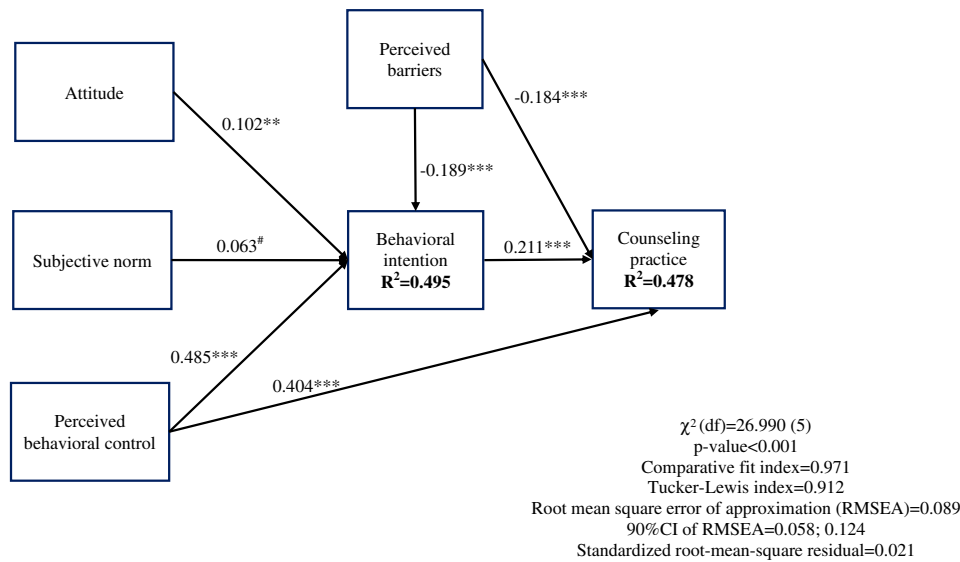 Perceived
barriers
Attitude
-0.184***
0.102**
-0.189***
Subjective norm
0.063#
Behavioral
intention
R²=0.495
0.211***
Counseling
practice
R²=0.478
0.485***
0.404***
Perceived
behavioral control
χ² (df)=26.990 (5)
p-value<0.001
Comparative fit index=0.971
Tucker-Lewis index=0.912
Root mean square error of approximation (RMSEA)=0.089
90%CI of RMSEA=0.058; 0.124
Standardized root-mean-square residual=0.021